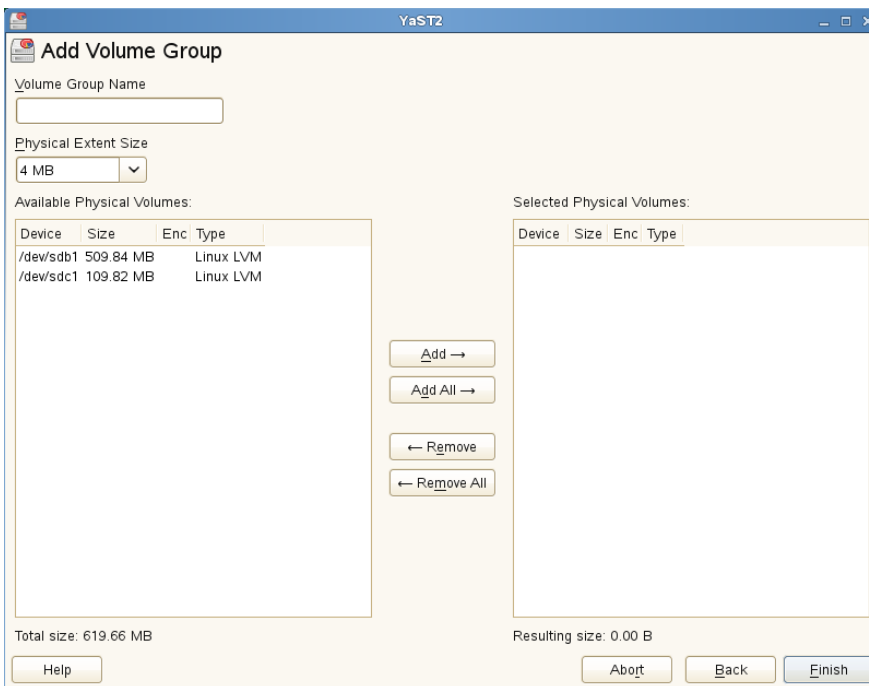 YaST2
Add Volume Group
Volume Group Name
Physical Extent Size
4 MB
Available Physical Volumes:
Device Size Enc Type
/dev/sdb1 509.84 MB Linux LVM
/dev/sdc1 109.82 MB Linux LVM
Total size: 619.66 MB
Add →
Add All →
← Remove
← Remove All
Selected Physical Volumes:
Device Size Enc Type
Resulting size: 0.00 B
Help
Abort
Back
Finish